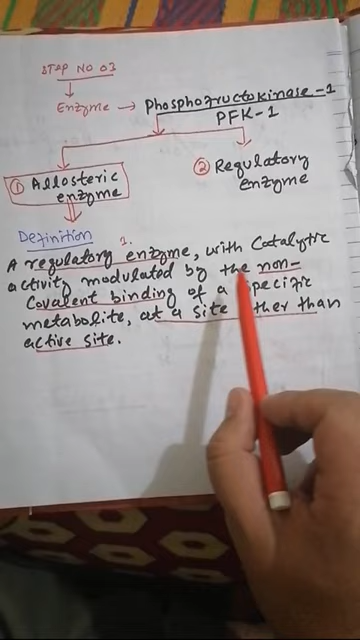 STEP NO 03
Enzyme → Phosphofructokinase-1
PFK-1
① Allosteric
enzyme
② Regulatory
enzyme
Definition
1.
A regulatory enzyme, with Catalytic
activity modulated by the non-
Covalent binding of a specific
metabolite, at a site other than
active site.